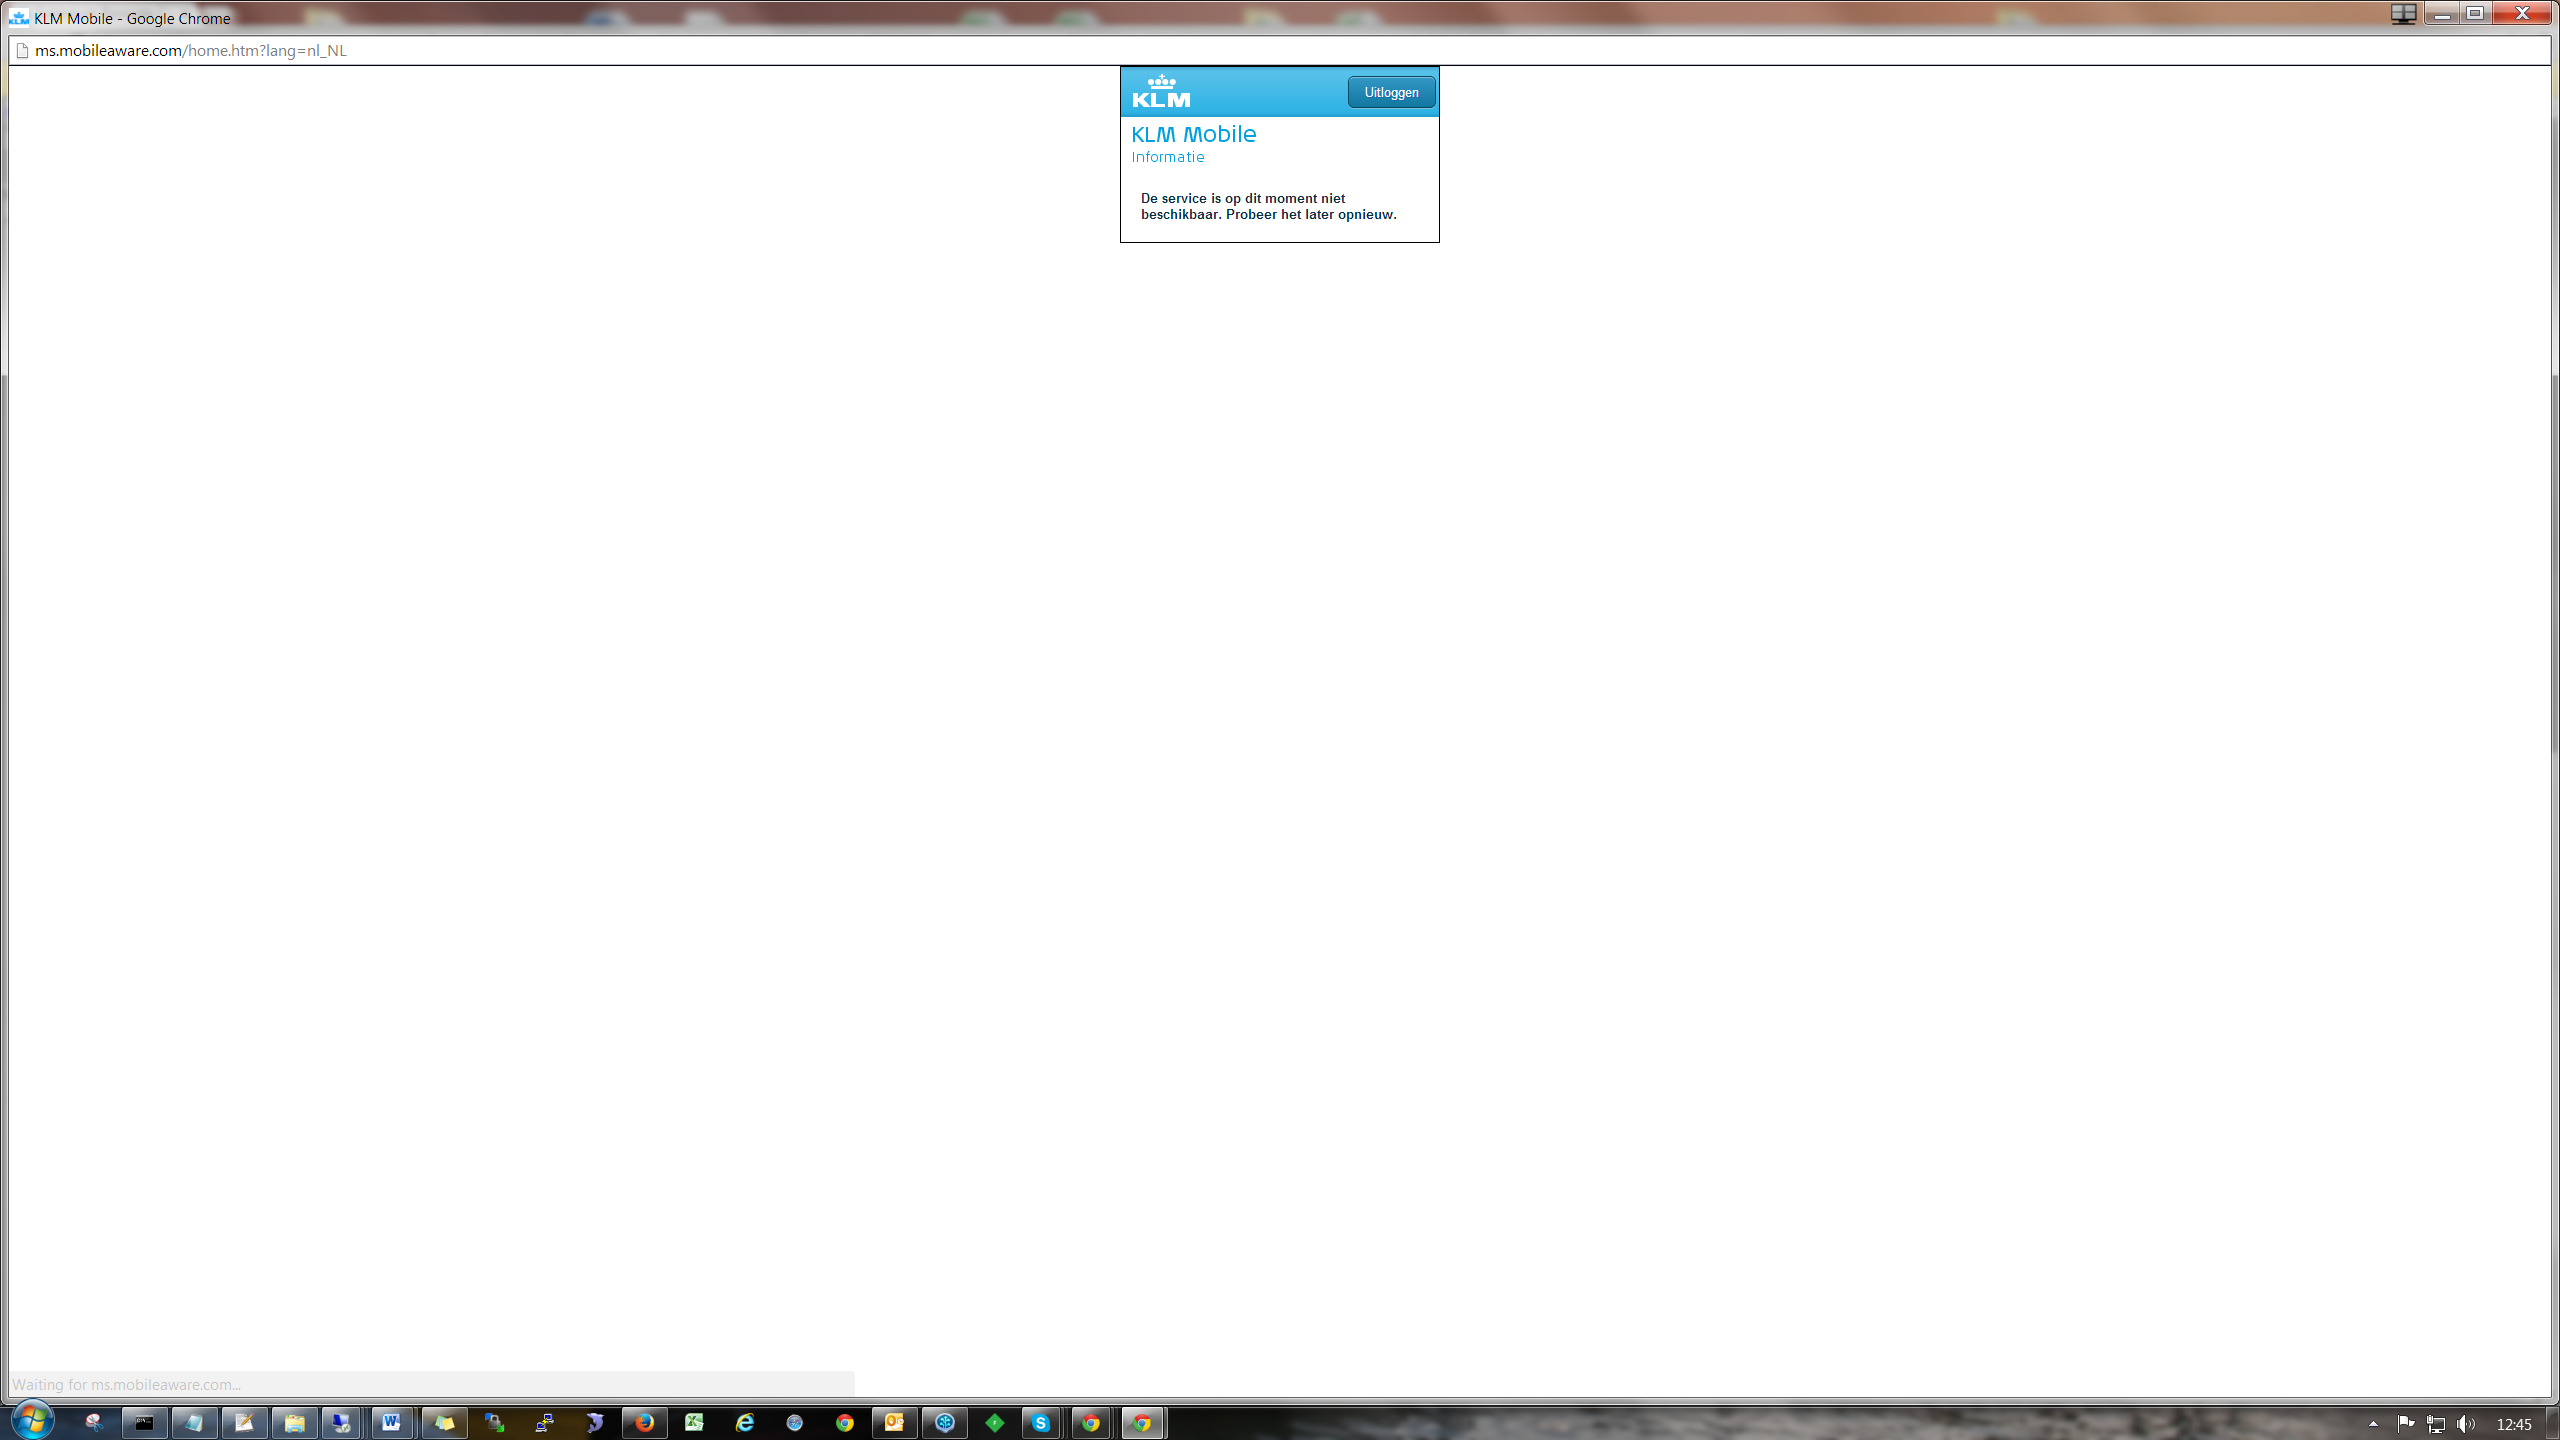 KLM Mobile - Google Chrome
ms.mobileaware.com/home.htm?lang=nl_NL
KLM
Uitloggen
KLM Mobile
Informatie
De service is op dit moment niet
beschikbaar. Probeer het later opnieuw.
Waiting for ms.mobileaware.com...
12:45